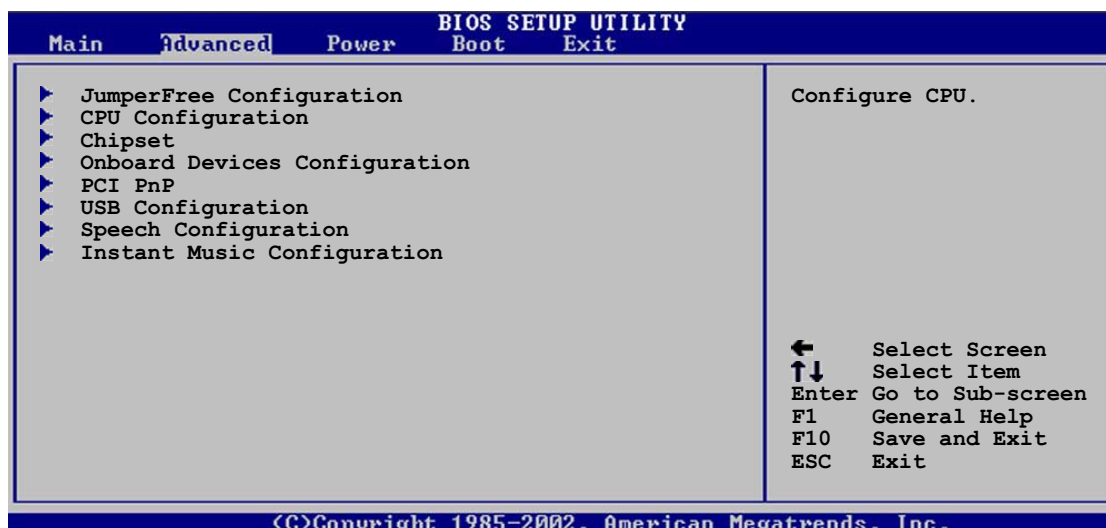 BIOS SETUP UTILITY
Main Advanced Power Boot Exit
JumperFree Configuration
CPU Configuration
Chipset
Onboard Devices Configuration
PCI PnP
USB Configuration
Speech Configuration
Instant Music Configuration
Configure CPU.
← Select Screen
↑↓ Select Item
Enter Go to Sub-screen
F1 General Help
F10 Save and Exit
ESC Exit
(C)Copyright 1985-2002, American Megatrends, Inc.